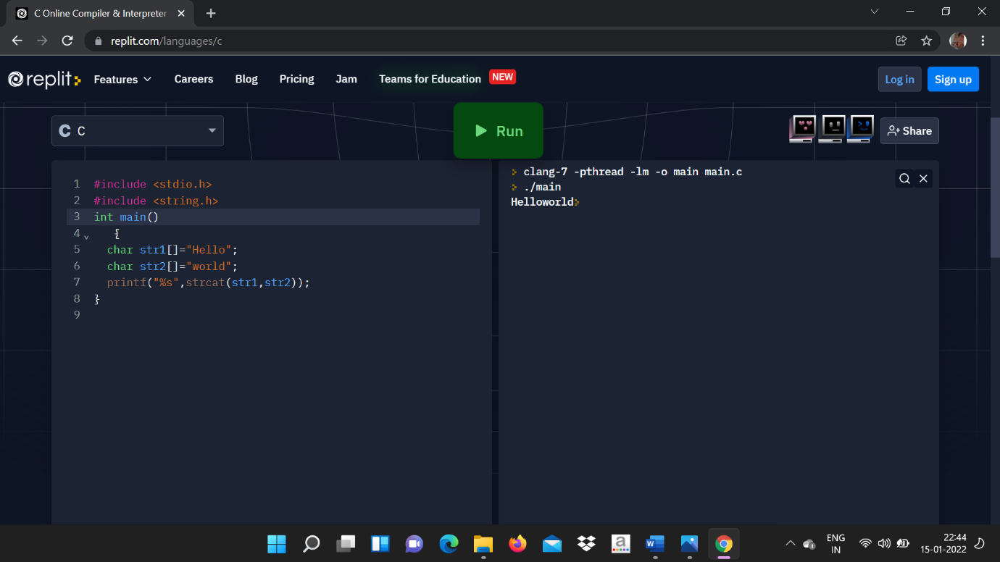 C Online Compiler & Interpreter
replit.com/languages/c
replit Features Careers Blog Pricing Jam Teams for Education NEW Log in Sign up
C C Run Share
1 #include <stdio.h>
2 #include <string.h>
3 int main()
4 {
5 char str1[]="Hello";
6 char str2[]="world";
7 printf("%s",strcat(str1,str2));
8 }
9
> clang-7 -pthread -lm -o main main.c
> ./main
Helloworld>
a W ENG
IN
22:44
15-01-2022